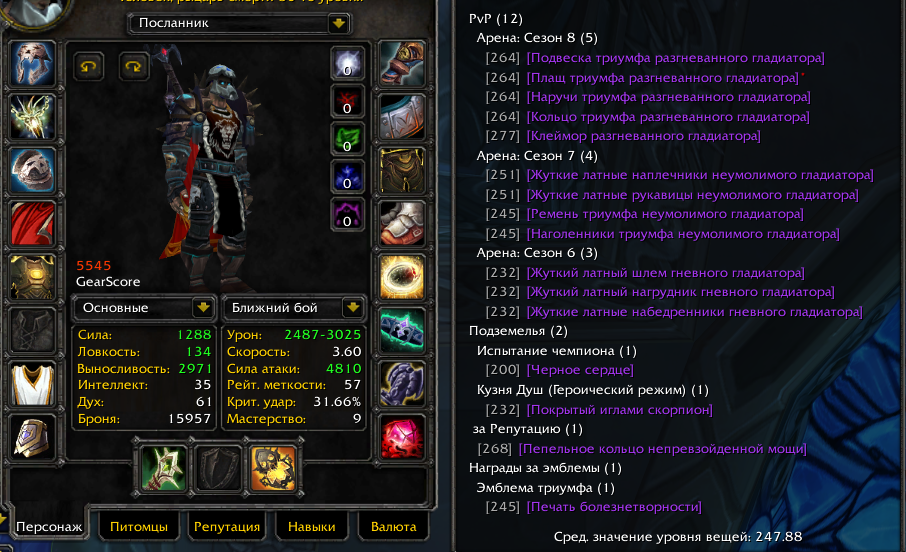 Посланник
0
0
0
0
0
5545
GearScore
Основные
Ближний бой
Сила: 1288
Ловкость: 134
Выносливость: 2971
Интеллект: 35
Дух: 61
Броня: 15957
Урон: 2487-3025
Скорость: 3.60
Сила атаки: 4810
Рейт. меткости: 57
Крит. удар: 31.66%
Мастерство: 9
Персонаж
Питомцы
Репутация
Навыки
Валюта
PvP (12)
Арена: Сезон 8 (5)
[264] [Подвеска триумфа разгневанного гладиатора]
[264] [Плащ триумфа разгневанного гладиатора]*
[264] [Наручи триумфа разгневанного гладиатора]
[264] [Кольцо триумфа разгневанного гладиатора]
[277] [Клеймор разгневанного гладиатора]
Арена: Сезон 7 (4)
[251] [Жуткие латные наплечники неумолимого гладиатора]
[251] [Жуткие латные рукавицы неумолимого гладиатора]
[245] [Ремень триумфа неумолимого гладиатора]
[245] [Наголенники триумфа неумолимого гладиатора]
Арена: Сезон 6 (3)
[232] [Жуткий латный шлем гневного гладиатора]
[232] [Жуткий латный нагрудник гневного гладиатора]
[232] [Жуткие латные набедренники гневного гладиатора]
Подземелья (2)
Испытание чемпиона (1)
[200] [Черное сердце]
Кузня Душ (Героический режим) (1)
[232] [Покрытый иглами скорпион]
за Репутацию (1)
[268] [Пепельное кольцо непревзойденной мощи]
Награды за эмблемы (1)
Эмблема триумфа (1)
[245] [Печать болезнетворности]
Сред. значение уровня вещей: 247.88